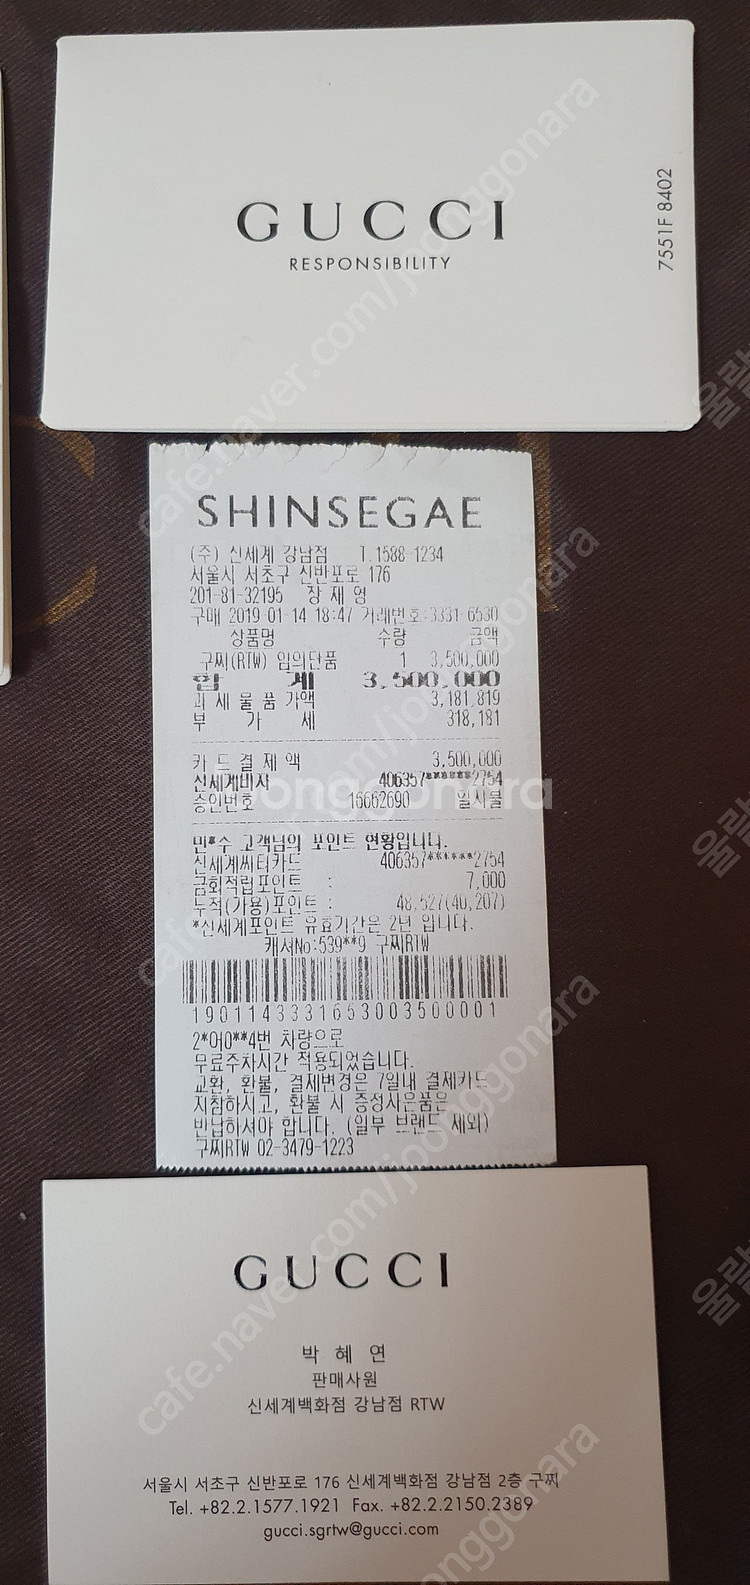 GUCCI
RESPONSIBILITY
7551F 8402
SHINSEGAE
(주) 신세계 강남점 T.1588-1234
서울시 서초구 신반포로 176
201-81-32195 장재영
구매 2019-01-14 18:47 거래번호:3331-6530
상품명 수량 금액
구찌(RTW) 임의단품 1 3,500,000
합 계 3,500,000
과 세 물 품 가액 3,181,819
부 가 세 318,181
카 드 결 제 액 3,500,000
신세계비자 406357******2754
승인번호 16662690 일시불
민*수 고객님의 포인트 현황입니다.
신세계씨티카드 406357******2754
금회적립포인트 : 7,000
누적(가용)포인트 : 48,527(40,207)
*신세계포인트 유효기간은 2년 입니다.
캐셔No:539**9 구찌RTW
1901143331653003500001
2*어0**4번 차량으로
무료주차시간 적용되었습니다.
교환, 환불, 결제변경은 7일내 결제카드
지참하시고, 환불 시 증정사은품은
반납하셔야 합니다. (일부 브랜드 제외)
구찌RTW 02-3479-1223
GUCCI
박 혜 연
판매사원
신세계백화점 강남점 RTW
서울시 서초구 신반포로 176 신세계백화점 강남점 2층 구찌
Tel. +82.2.1577.1921 Fax. +82.2.2150.2389
gucci.sgrtw@gucci.com
cafe.naver.com/joonggonara
joonggonara